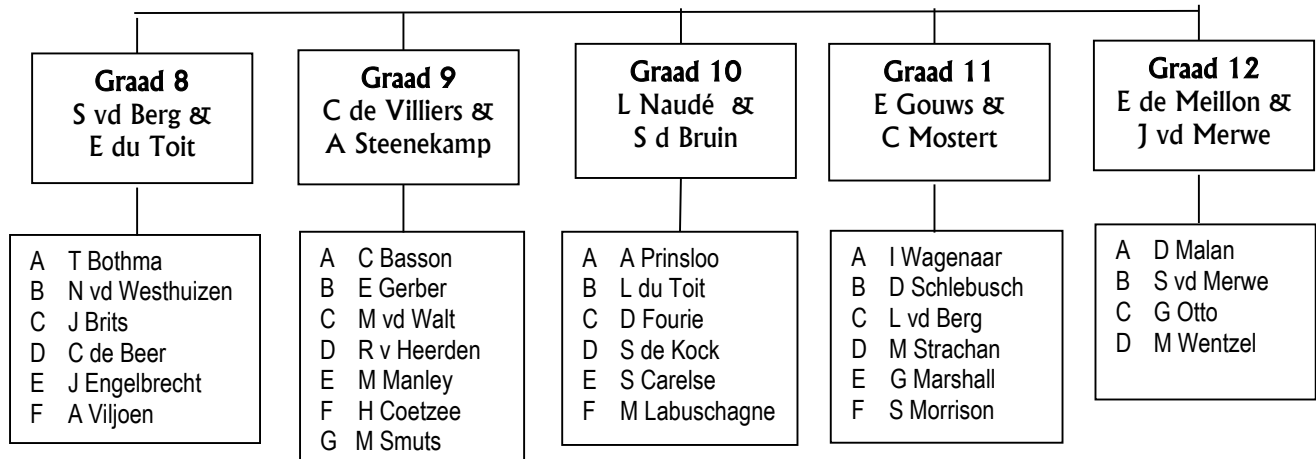 Graad 8
S vd Berg &
E du Toit
Graad 9
C de Villiers &
A Steenekamp
Graad 10
L Naudé &
S d Bruin
Graad 11
E Gouws &
C Mostert
Graad 12
E de Meillon &
J vd Merwe
A T Bothma
B N vd Westhuizen
C J Brits
D C de Beer
E J Engelbrecht
F A Viljoen
A C Basson
B E Gerber
C M vd Walt
D R v Heerden
E M Manley
F H Coetzee
G M Smuts
A A Prinsloo
B L du Toit
C D Fourie
D S de Kock
E S Carelse
F M Labuschagne
A I Wagenaar
B D Schlebusch
C L vd Berg
D M Strachan
E G Marshall
F S Morrison
A D Malan
B S vd Merwe
C G Otto
D M Wentzel